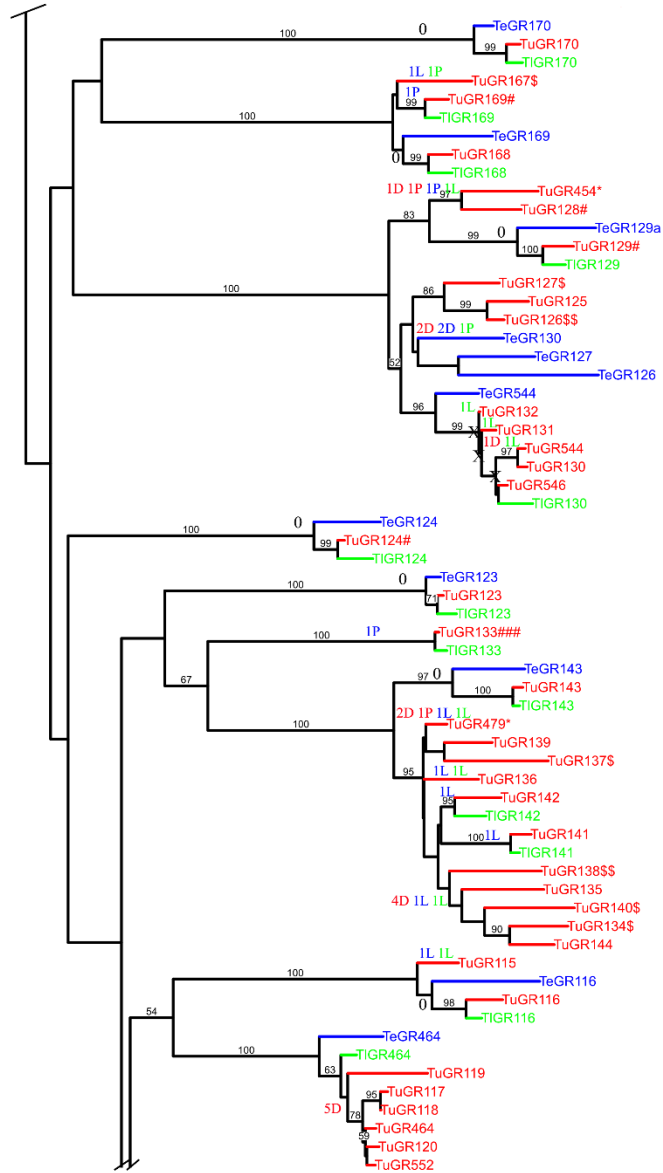 0
TeGR170
100
TuGR170
99
TlGR170
1L 1P
TuGR167$
1P
TuGR169#
99
TlGR169
100
TeGR169
0
TuGR168
99
TlGR168
1D 1P 1P 1L
TuGR454*
97
TuGR128#
83
0
TeGR129a
99
TuGR129#
100
TlGR129
TuGR127$
86
100
TuGR125
99
TuGR126$$
2D 2D 1P
TeGR130
TeGR127
52
TeGR126
TeGR544
96
1L
TuGR132
1L
TuGR131
99
X
1D 1L
TuGR544
97
X
TuGR130
X
TuGR546
TlGR130
0
TeGR124
100
TuGR124#
99
TlGR124
0
TeGR123
100
TuGR123
71
TlGR123
1P
TuGR133###
100
TlGR133
97
0
TeGR143
67
TuGR143
100
TlGR143
2D 1P 1L 1L
TuGR479*
100
TuGR139
TuGR137$
95
1L 1L
TuGR136
1L
TuGR142
95
TlGR142
1L
TuGR141
100
TlGR141
TuGR138$$
TuGR135
4D 1L 1L
TuGR140$
TuGR134$
90
TuGR144
1L 1L
TuGR115
100
TeGR116
0
TuGR116
98
TlGR116
54
TeGR464
100
TlGR464
63
TuGR119
95
TuGR117
5D
TuGR118
78
TuGR464
59
TuGR120
TuGR552